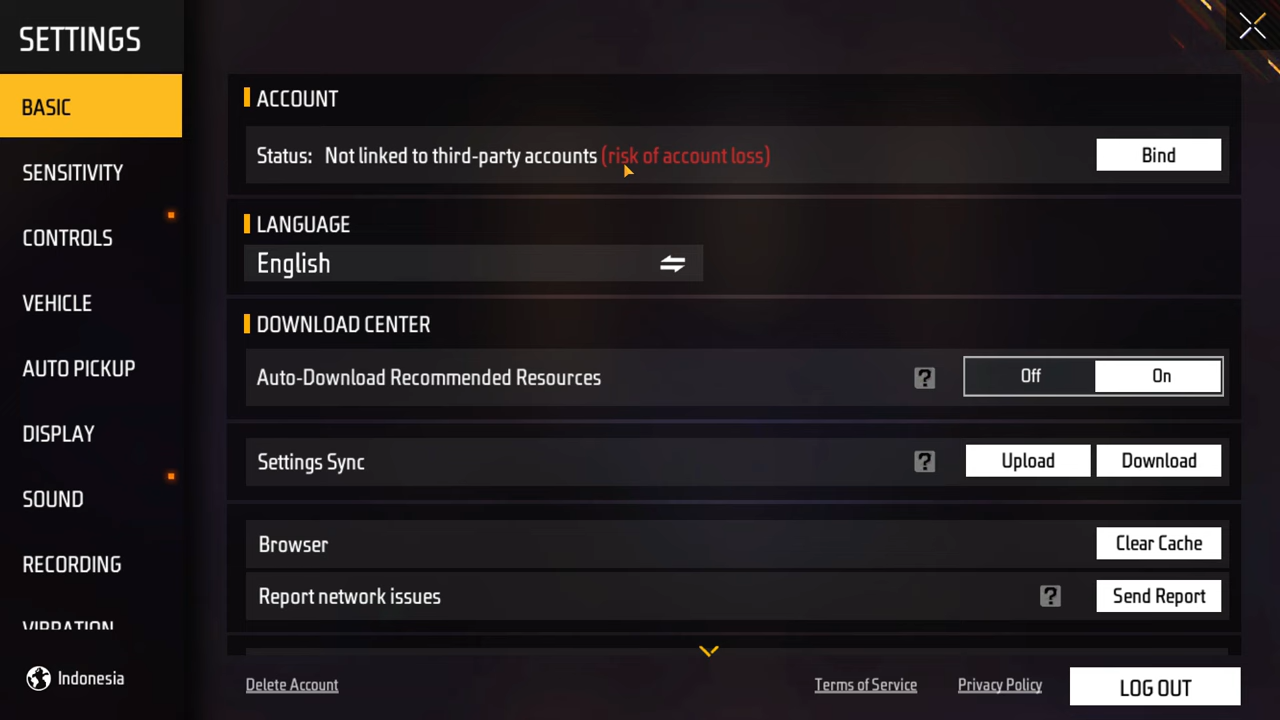 SETTINGS
BASIC
SENSITIVITY
CONTROLS
VEHICLE
AUTO PICKUP
DISPLAY
SOUND
RECORDING
VIBRATION
Indonesia
ACCOUNT
Status: Not linked to third-party accounts (risk of account loss)
Bind
LANGUAGE
English
DOWNLOAD CENTER
Auto-Download Recommended Resources
?
Off
On
Settings Sync
?
Upload
Download
Browser
Clear Cache
Report network issues
?
Send Report
Delete Account
Terms of Service
Privacy Policy
LOG OUT